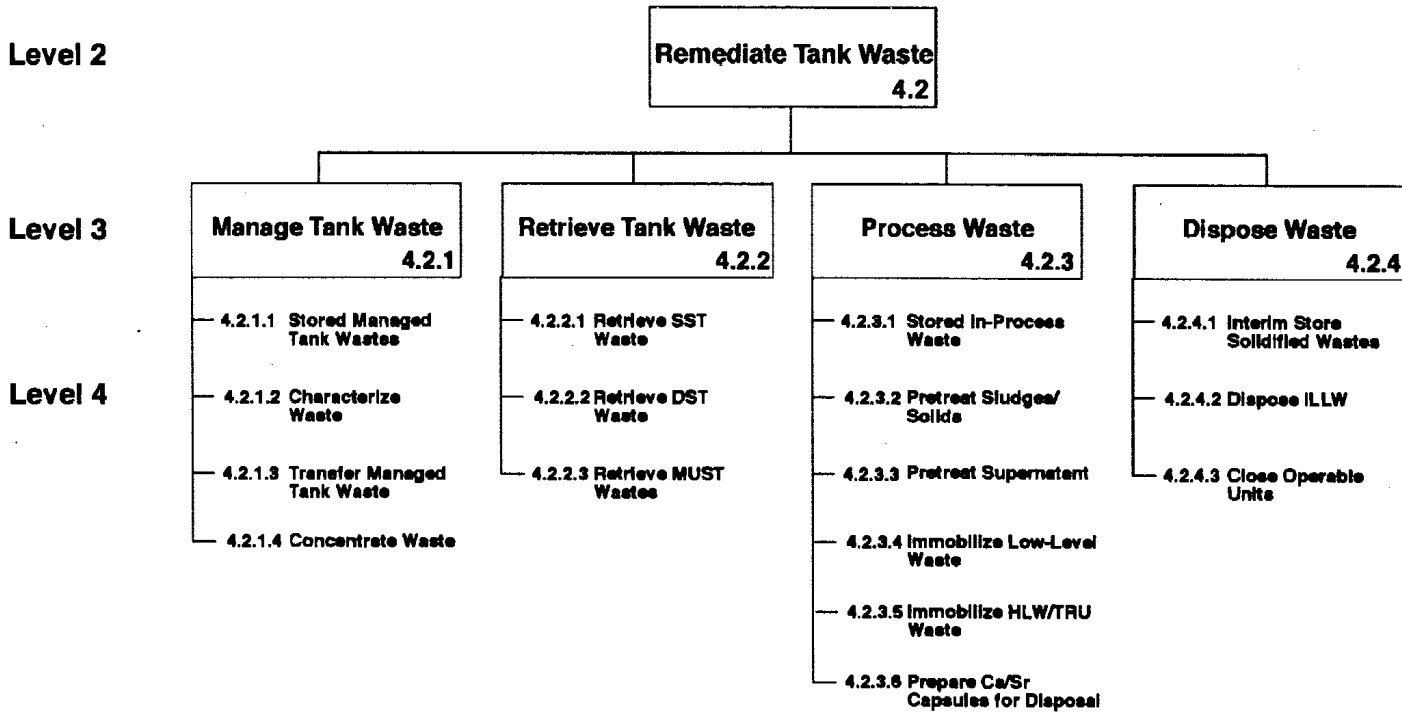 Level 2
Remediate Tank Waste
4.2
Level 3
Manage Tank Waste
4.2.1
Retrieve Tank Waste
4.2.2
Process Waste
4.2.3
Dispose Waste
4.2.4
Level 4
4.2.1.1 Stored Managed
Tank Wastes
4.2.1.2 Characterize
Waste
4.2.1.3 Transfer Managed
Tank Waste
4.2.1.4 Concentrate Waste
4.2.2.1 Retrieve SST
Waste
4.2.2.2 Retrieve DST
Waste
4.2.2.3 Retrieve MUST
Wastes
4.2.3.1 Stored In-Process
Waste
4.2.3.2 Pretreat Sludges/
Solids
4.2.3.3 Pretreat Supernatent
4.2.3.4 Immobilize Low-Level
Waste
4.2.3.5 Immobilize HLW/TRU
Waste
4.2.3.6 Prepare Cs/Sr
Capsules for Disposal
4.2.4.1 Interim Store
Solidified Wastes
4.2.4.2 Dispose ILLW
4.2.4.3 Close Operable
Units